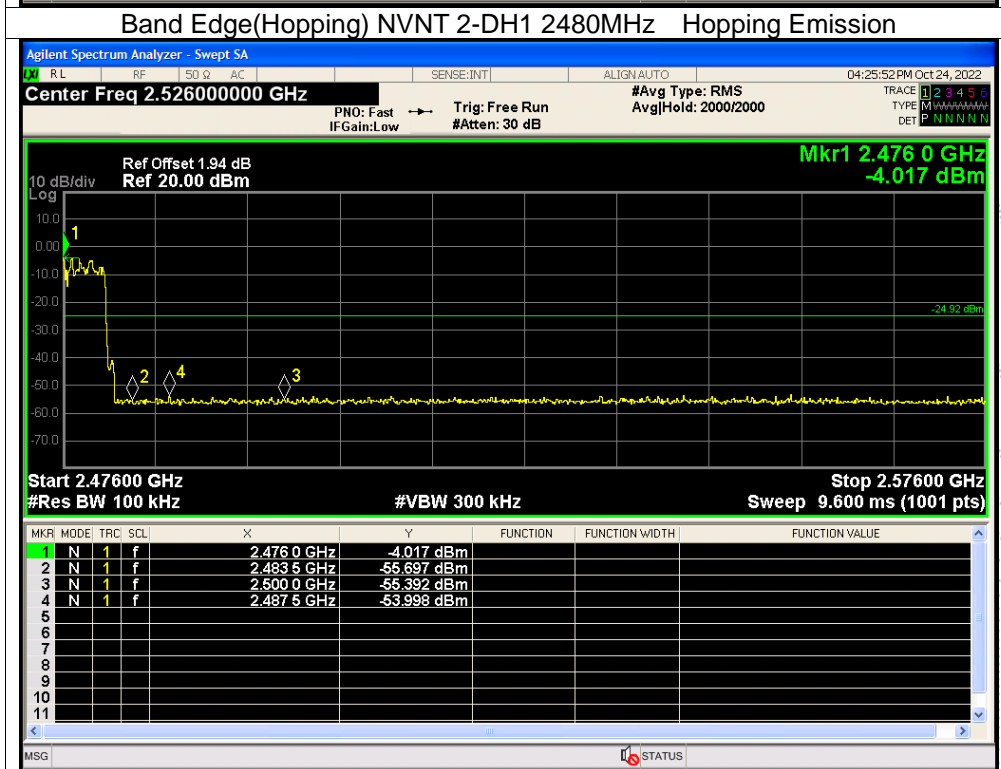 Band Edge(Hopping) NVNT 2-DH1 2480MHz Hopping Emission
Agilent Spectrum Analyzer - Swept SA
LXI RL RF 50 Ω AC SENSE:INT ALIGN AUTO 04:25:52 PM Oct 24, 2022
Center Freq 2.526000000 GHz #Avg Type: RMS TRACE 1 2 3 4 5 6
PNO: Fast Trig: Free Run Avg|Hold: 2000/2000 TYPE M WWWWW
IFGain:Low #Atten: 30 dB DET P N N N N N
Mkr1 2.476 0 GHz
Ref Offset 1.94 dB
10 dB/div Ref 20.00 dBm -4.017 dBm
Log
10.0
1
0.00
-10.0
-20.0
-24.92 dBm
-30.0
-40.0
2 4 3
-50.0
-60.0
-70.0
Start 2.47600 GHz Stop 2.57600 GHz
#Res BW 100 kHz #VBW 300 kHz Sweep 9.600 ms (1001 pts)
MKR MODE TRC SCL X Y FUNCTION FUNCTION WIDTH FUNCTION VALUE
1 N 1 f 2.476 0 GHz -4.017 dBm
2 N 1 f 2.483 5 GHz -55.697 dBm
3 N 1 f 2.500 0 GHz -55.392 dBm
4 N 1 f 2.487 5 GHz -53.998 dBm
5
6
7
8
9
10
11
MSG STATUS